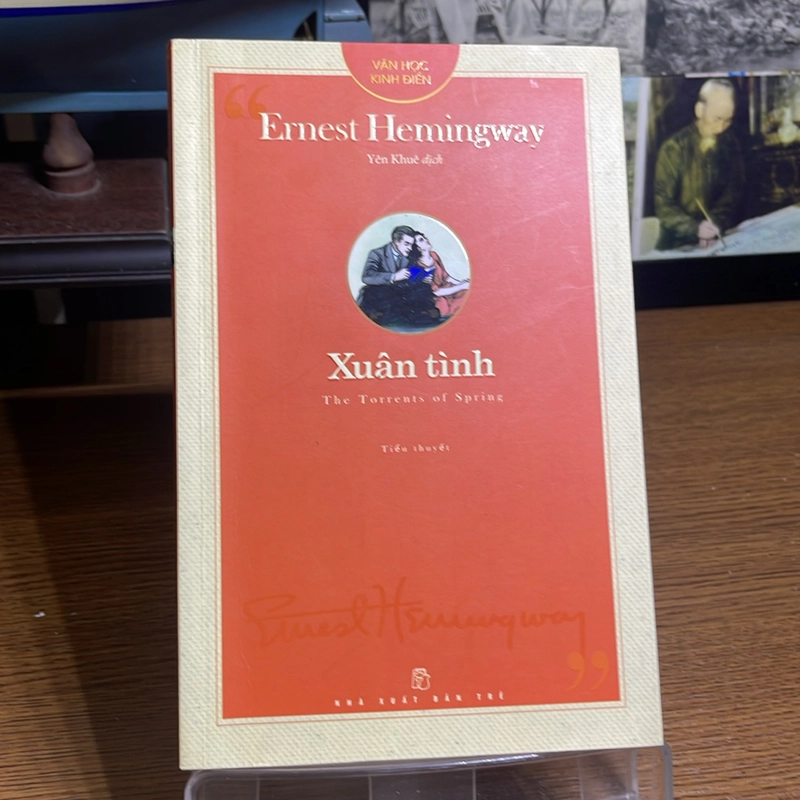 VĂN HỌC
KINH ĐIỂN
“
Ernest Hemingway
Yên Khuê dịch
Xuân tình
The Torrents of Spring
Tiểu thuyết
Ernest Hemingway
”
NHÀ XUẤT BẢN TRẺ